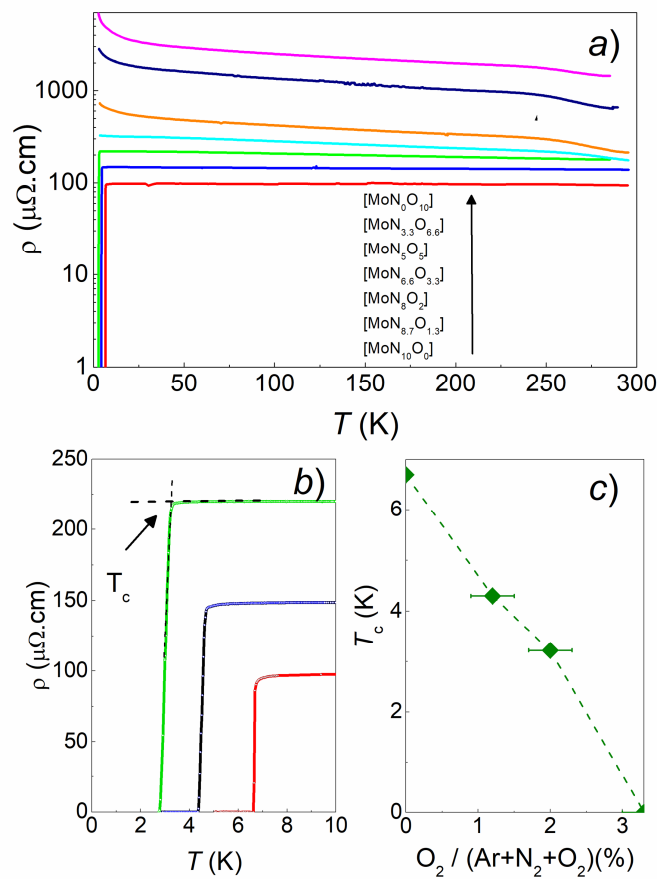 a)
1000
100
10
1
ρ (μΩ.cm)
[MoN0O10]
[MoN3.3O6.6]
[MoN5O5]
[MoN6.6O3.3]
[MoN8O2]
[MoN8.7O1.3]
[MoN10O0]
0 50 100 150 200 250 300
T (K)
b)
250
200
150
100
50
0
ρ (μΩ.cm)
Tc
0 2 4 6 8 10
T (K)
c)
6
4
2
0
Tc (K)
0 1 2 3
O2 / (Ar+N2+O2)(%)